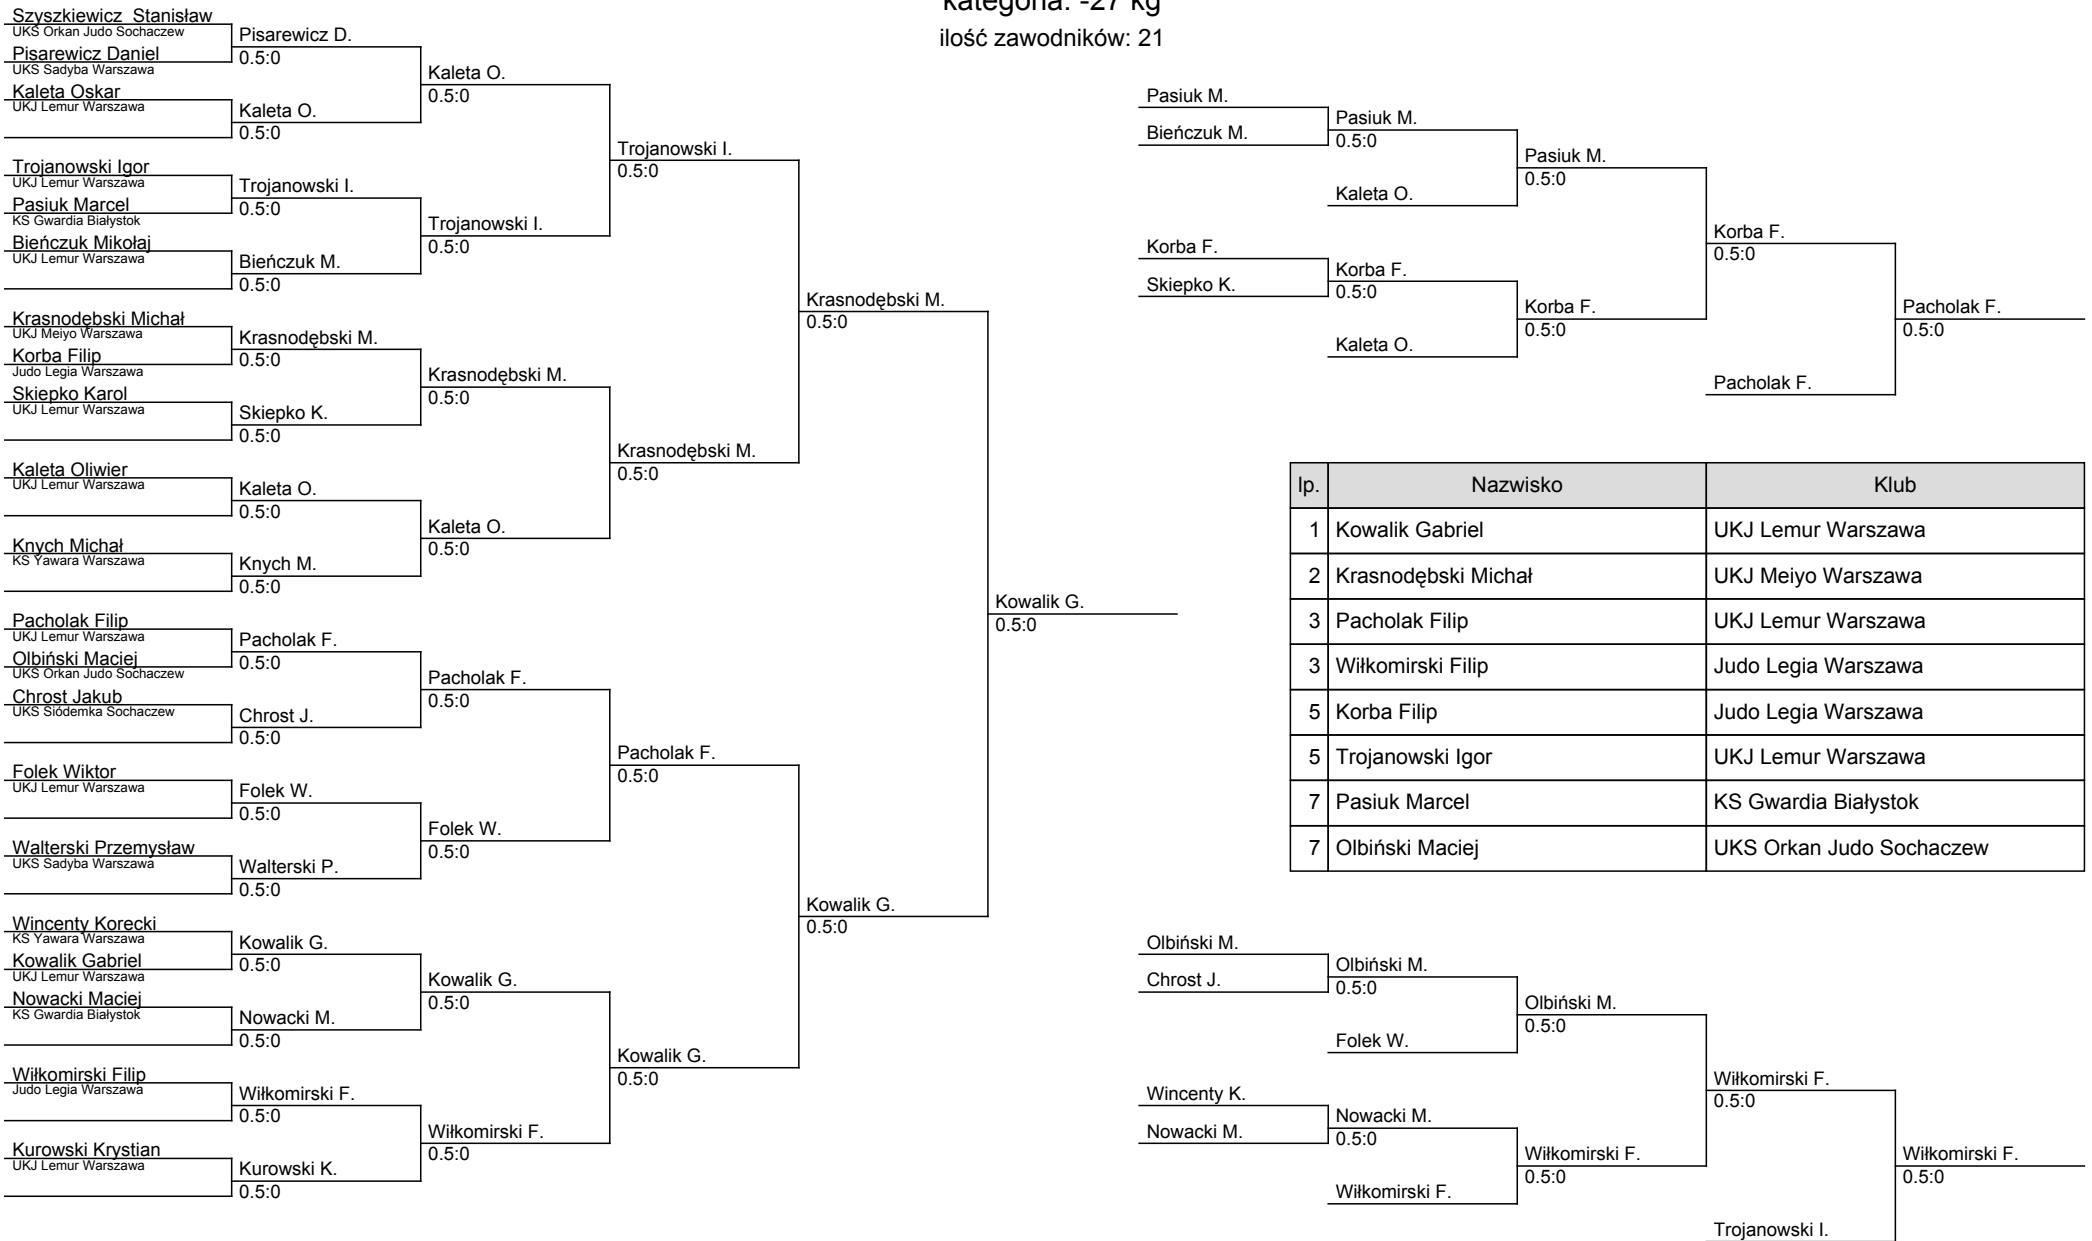 kategoria: -27 kg
ilość zawodników: 21
Szyszkiewicz  Stanisław
UKS Orkan Judo Sochaczew
Pisarewicz Daniel
UKS Sadyba Warszawa
Kaleta Oskar
UKJ Lemur Warszawa
Trojanowski Igor
UKJ Lemur Warszawa
Pasiuk Marcel
KS Gwardia Białystok
Bieńczuk Mikołaj
UKJ Lemur Warszawa
Krasnodębski Michał
UKJ Meiyo Warszawa
Korba Filip
Judo Legia Warszawa
Skiepko Karol
UKJ Lemur Warszawa
Kaleta Oliwier
UKJ Lemur Warszawa
Knych Michał
KS Yawara Warszawa
Pacholak Filip
UKJ Lemur Warszawa
Olbiński Maciej
UKS Orkan Judo Sochaczew
Chrost Jakub
UKS Siódemka Sochaczew
Folek Wiktor
UKJ Lemur Warszawa
Walterski Przemysław
UKS Sadyba Warszawa
Wincenty Korecki
KS Yawara Warszawa
Kowalik Gabriel
UKJ Lemur Warszawa
Nowacki Maciej
KS Gwardia Białystok
Wiłkomirski Filip
Judo Legia Warszawa
Kurowski Krystian
UKJ Lemur Warszawa
Pisarewicz D.
0.5:0
Kaleta O.
0.5:0
Trojanowski I.
0.5:0
Bieńczuk M.
0.5:0
Krasnodębski M.
0.5:0
Skiepko K.
0.5:0
Kaleta O.
0.5:0
Knych M.
0.5:0
Pacholak F.
0.5:0
Chrost J.
0.5:0
Folek W.
0.5:0
Walterski P.
0.5:0
Kowalik G.
0.5:0
Nowacki M.
0.5:0
Wiłkomirski F.
0.5:0
Kurowski K.
0.5:0
Kaleta O.
0.5:0
Trojanowski I.
0.5:0
Krasnodębski M.
0.5:0
Kaleta O.
0.5:0
Pacholak F.
0.5:0
Folek W.
0.5:0
Kowalik G.
0.5:0
Wiłkomirski F.
0.5:0
Trojanowski I.
0.5:0
Krasnodębski M.
0.5:0
Pacholak F.
0.5:0
Kowalik G.
0.5:0
Krasnodębski M.
0.5:0
Kowalik G.
0.5:0
Kowalik G.
0.5:0
Pasiuk M.
Bieńczuk M.
Korba F.
Skiepko K.
Pasiuk M.
0.5:0
Kaleta O.
Korba F.
0.5:0
Kaleta O.
Pasiuk M.
0.5:0
Korba F.
0.5:0
Korba F.
0.5:0
Pacholak F.
Pacholak F.
0.5:0
lp. Nazwisko Klub
1 Kowalik Gabriel UKJ Lemur Warszawa
2 Krasnodębski Michał UKJ Meiyo Warszawa
3 Pacholak Filip UKJ Lemur Warszawa
3 Wiłkomirski Filip Judo Legia Warszawa
5 Korba Filip Judo Legia Warszawa
5 Trojanowski Igor UKJ Lemur Warszawa
7 Pasiuk Marcel KS Gwardia Białystok
7 Olbiński Maciej UKS Orkan Judo Sochaczew
Olbiński M.
Chrost J.
Wincenty K.
Nowacki M.
Olbiński M.
0.5:0
Folek W.
Nowacki M.
0.5:0
Wiłkomirski F.
Olbiński M.
0.5:0
Wiłkomirski F.
0.5:0
Wiłkomirski F.
0.5:0
Trojanowski I.
Wiłkomirski F.
0.5:0